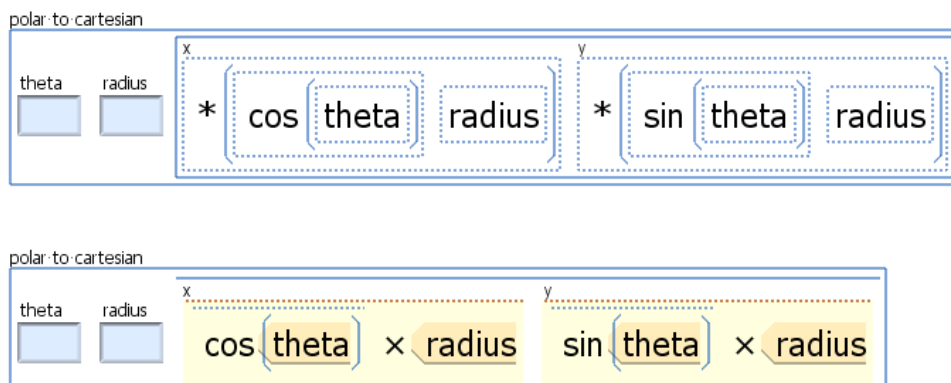 polar·to·cartesian
x y
theta radius
* cos theta radius * sin theta radius
polar·to·cartesian
x y
theta radius
cos theta × radius sin theta × radius